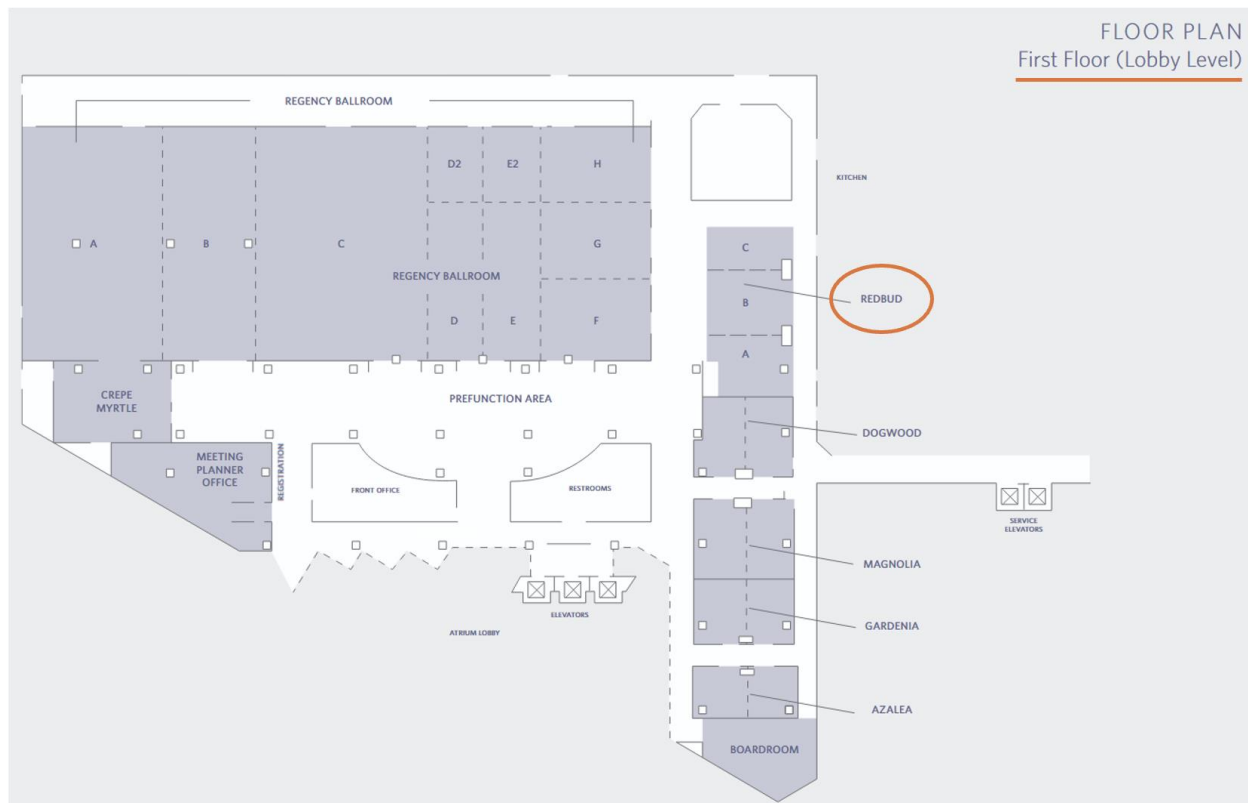 FLOOR PLAN
First Floor (Lobby Level)
REGENCY BALLROOM
D2
E2
H
KITCHEN
A
B
C
G
C
REGENCY BALLROOM
REDBUD
B
D
E
F
A
CREPE
MYRTLE
PREFUNCTION AREA
DOGWOOD
MEETING
PLANNER
OFFICE
REGISTRATION
FRONT OFFICE
RESTROOMS
SERVICE
ELEVATORS
MAGNOLIA
ELEVATORS
GARDENIA
ATRIUM LOBBY
AZALEA
BOARDROOM